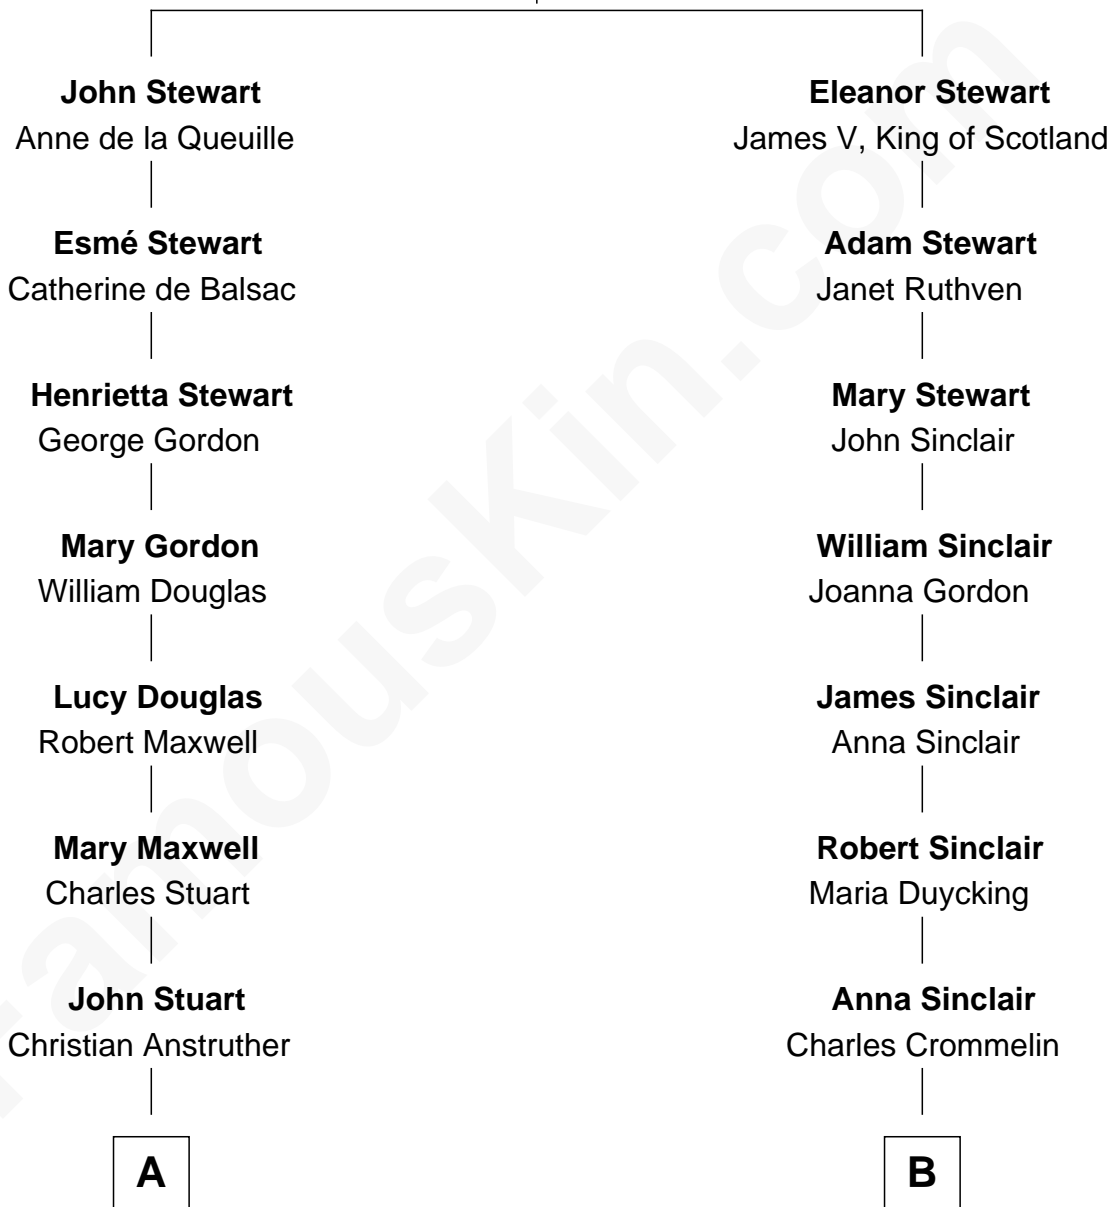 John Stewart
Anne de la Queuille
Esmé Stewart
Catherine de Balsac
Henrietta Stewart
George Gordon
Mary Gordon
William Douglas
Lucy Douglas
Robert Maxwell
Mary Maxwell
Charles Stuart
John Stuart
Christian Anstruther
A
Eleanor Stewart
James V, King of Scotland
Adam Stewart
Janet Ruthven
Mary Stewart
John Sinclair
William Sinclair
Joanna Gordon
James Sinclair
Anna Sinclair
Robert Sinclair
Maria Duycking
Anna Sinclair
Charles Crommelin
B
FamousKin.com